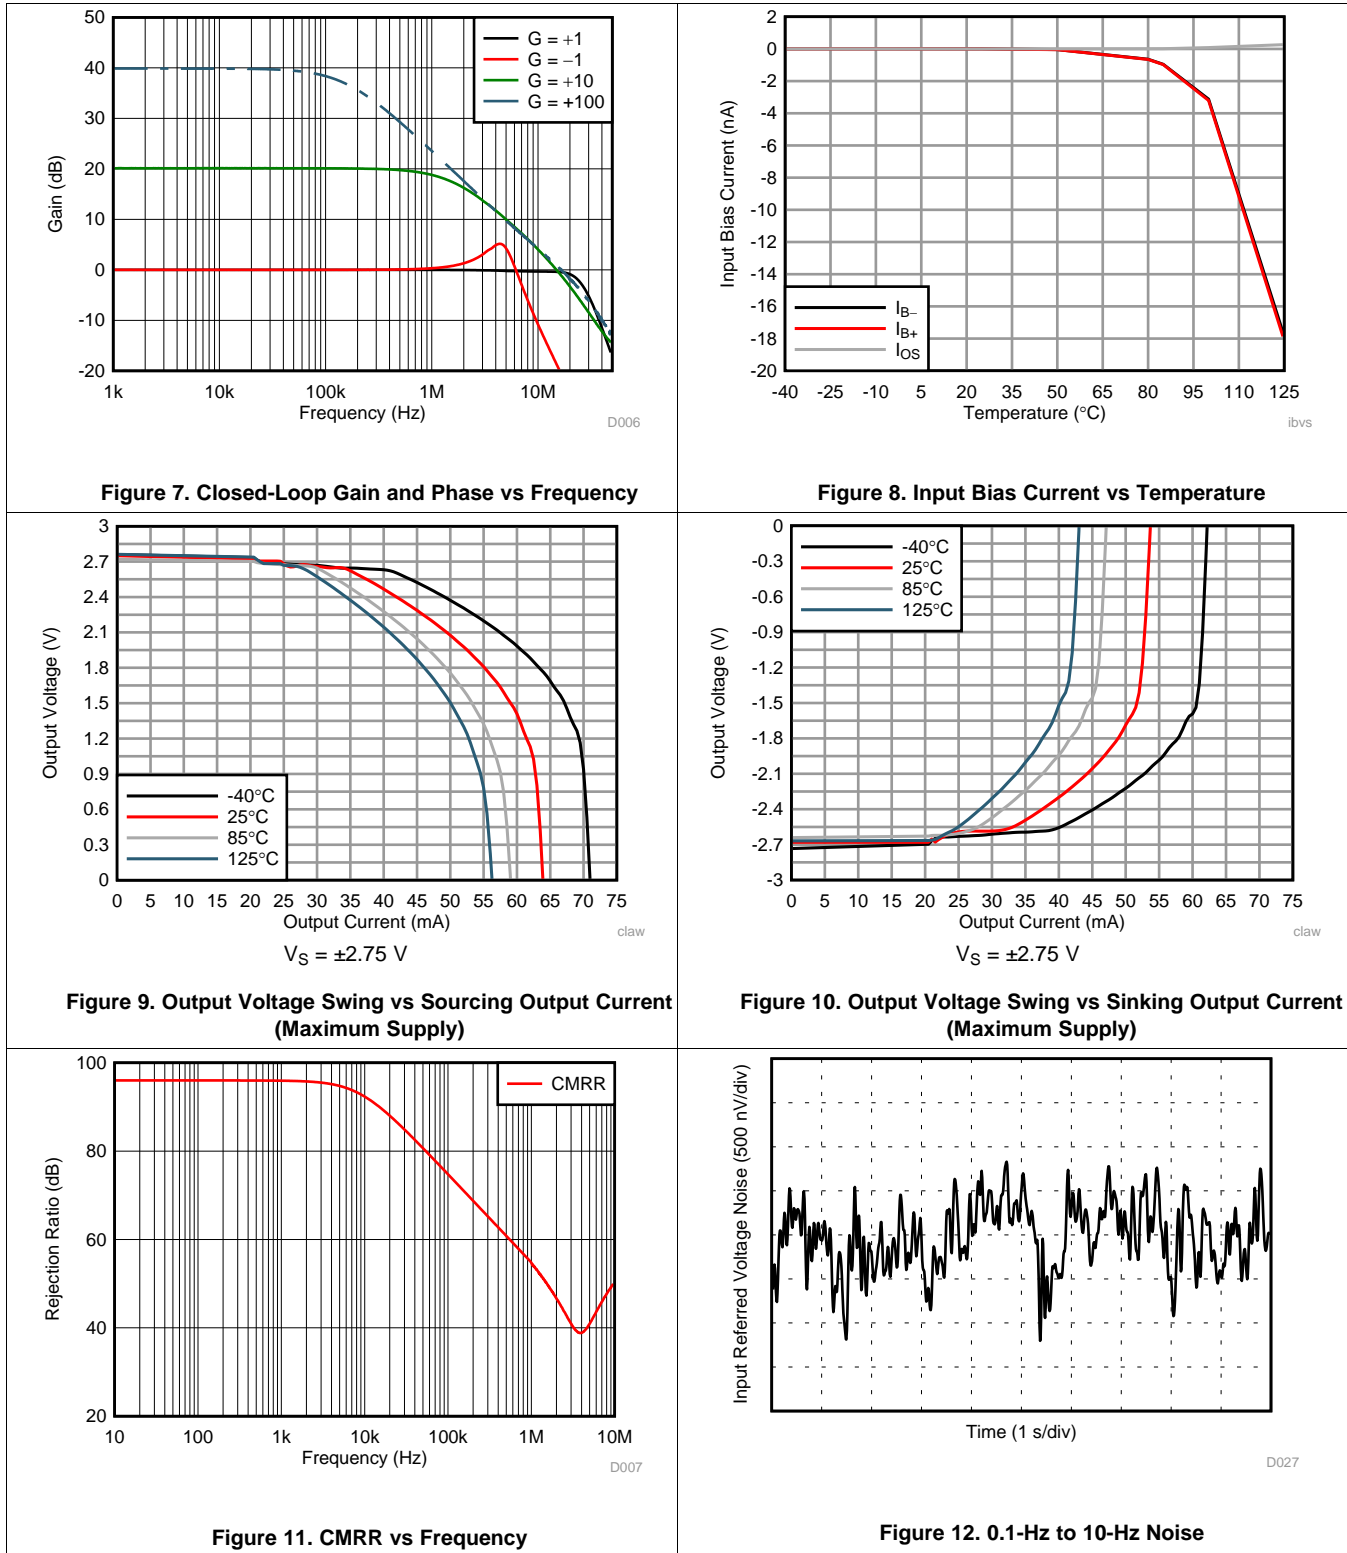 50
40
30
20
10
0
-10
-20
Gain (dB)
G = +1
G = −1
G = +10
G = +100
1k 10k 100k 1M 10M
Frequency (Hz)
D006
Figure 7. Closed-Loop Gain and Phase vs Frequency
2
0
-2
-4
-6
-8
-10
-12
-14
-16
-18
-20
Input Bias Current (nA)
IB−
IB+
IOS
-40 -25 -10 5 20 35 50 65 80 95 110 125
Temperature (°C)
ibvs
Figure 8. Input Bias Current vs Temperature
3
2.7
2.4
2.1
1.8
1.5
1.2
0.9
0.6
0.3
0
Output Voltage (V)
-40°C
25°C
85°C
125°C
0 5 10 15 20 25 30 35 40 45 50 55 60 65 70 75
Output Current (mA)
claw
VS = ±2.75 V
Figure 9. Output Voltage Swing vs Sourcing Output Current
(Maximum Supply)
0
-0.3
-0.6
-0.9
-1.2
-1.5
-1.8
-2.1
-2.4
-2.7
-3
Output Voltage (V)
-40°C
25°C
85°C
125°C
0 5 10 15 20 25 30 35 40 45 50 55 60 65 70 75
Output Current (mA)
claw
VS = ±2.75 V
Figure 10. Output Voltage Swing vs Sinking Output Current
(Maximum Supply)
100
80
60
40
20
Rejection Ratio (dB)
CMRR
10 100 1k 10k 100k 1M 10M
Frequency (Hz)
D007
Figure 11. CMRR vs Frequency
Input Referred Voltage Noise (500 nV/div)
Time (1 s/div)
D027
Figure 12. 0.1-Hz to 10-Hz Noise